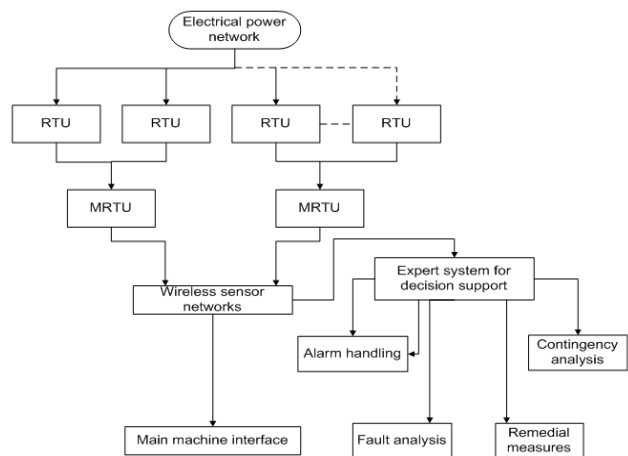 Electrical power
network
RTU
RTU
RTU
RTU
MRTU
MRTU
Wireless sensor
networks
Expert system for
decision support
Alarm handling
Contingency
analysis
Main machine interface
Fault analysis
Remedial
measures